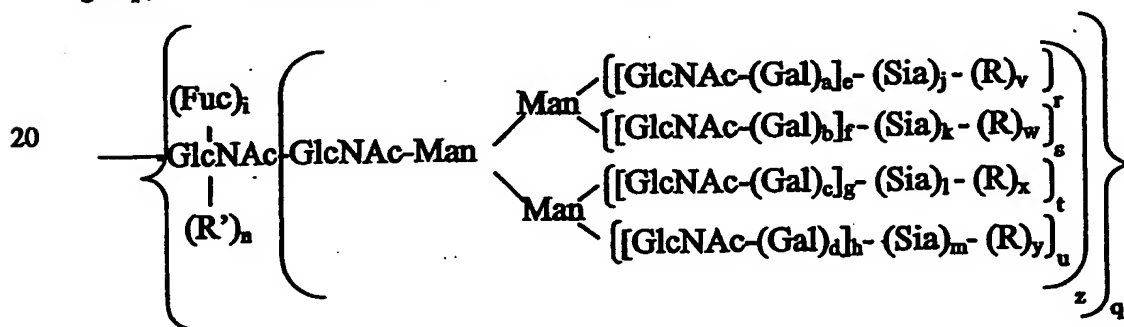 (Fuc)i
20
GlcNAc-GlcNAc-Man
(R')n
Man
[[GlcNAc-(Gal)a]e-(Sia)j-(R)v]r
[[GlcNAc-(Gal)b]f-(Sia)k-(R)w]s
Man
[[GlcNAc-(Gal)c]g-(Sia)l-(R)x]t
[[GlcNAc-(Gal)d]h-(Sia)m-(R)y]u
z
q